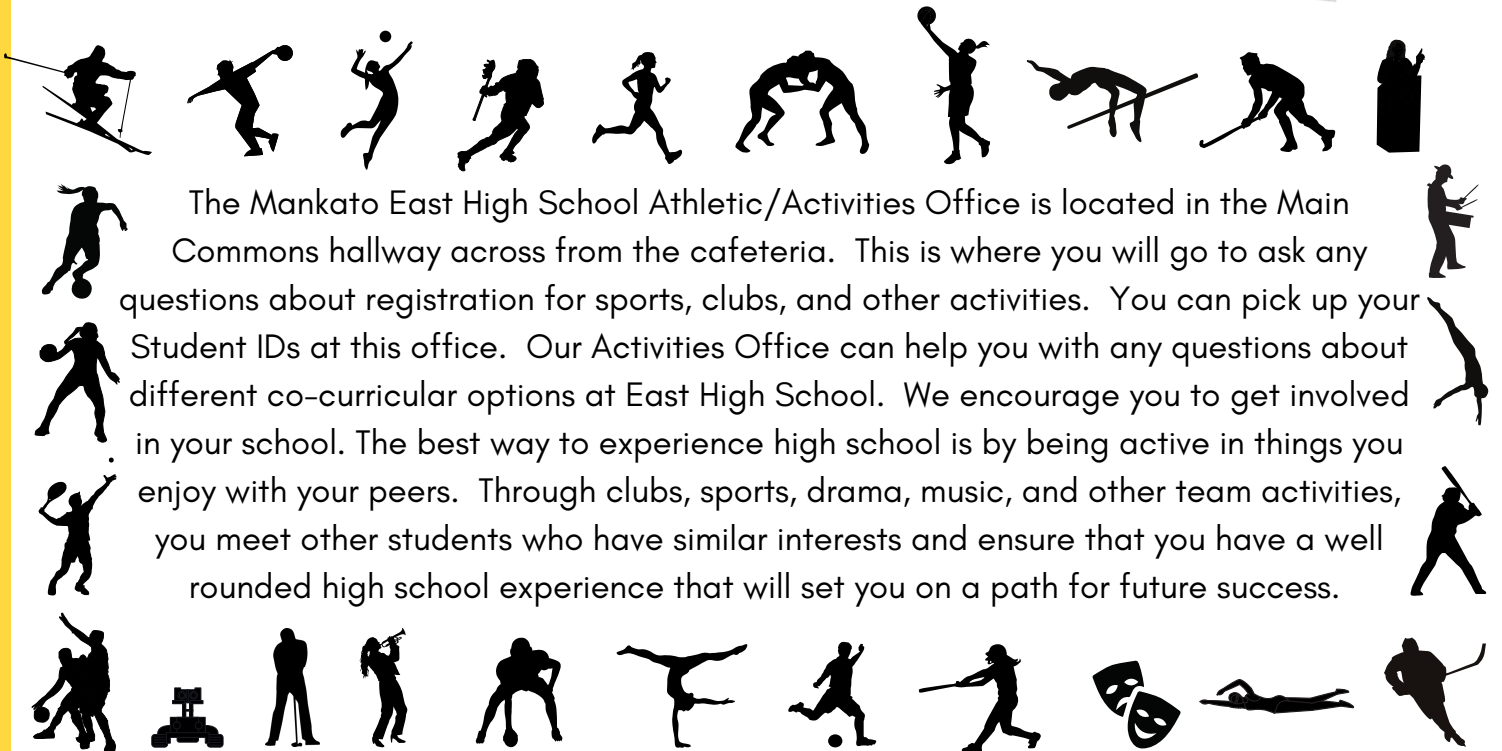 The Mankato East High School Athletic/Activities Office is located in the Main
Commons hallway across from the cafeteria.  This is where you will go to ask any
questions about registration for sports, clubs, and other activities.  You can pick up your
Student IDs at this office.  Our Activities Office can help you with any questions about
different co-curricular options at East High School.  We encourage you to get involved
in your school. The best way to experience high school is by being active in things you
enjoy with your peers.  Through clubs, sports, drama, music, and other team activities,
you meet other students who have similar interests and ensure that you have a well
rounded high school experience that will set you on a path for future success.